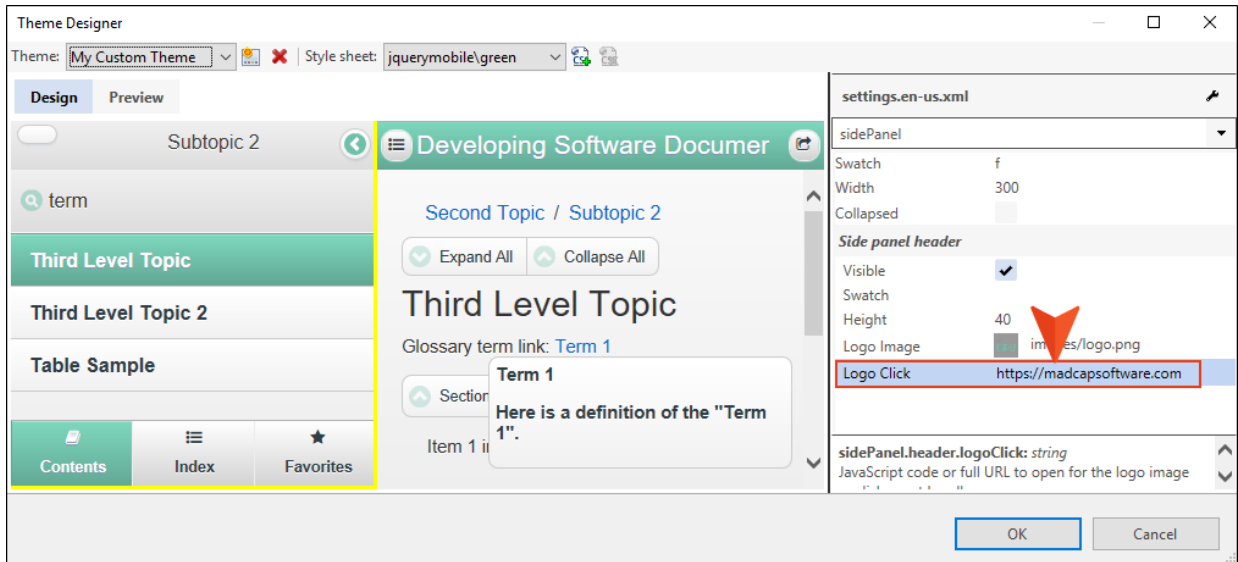 Theme Designer
Theme: My Custom Theme Style sheet: jquerymobile\green
Design Preview
Subtopic 2
term
Third Level Topic
Third Level Topic 2
Table Sample
Contents Index Favorites
Developing Software Documer
Second Topic / Subtopic 2
Expand All Collapse All
Third Level Topic
Glossary term link: Term 1
Section
Term 1
Here is a definition of the "Term
1".
Item 1 i
settings.en-us.xml
sidePanel
Swatch f
Width 300
Collapsed
Side panel header
Visible
Swatch
Height 40
Logo Image images/logo.png
Logo Click https://madcapsoftware.com
sidePanel.header.logoClick: string
JavaScript code or full URL to open for the logo image
OK Cancel